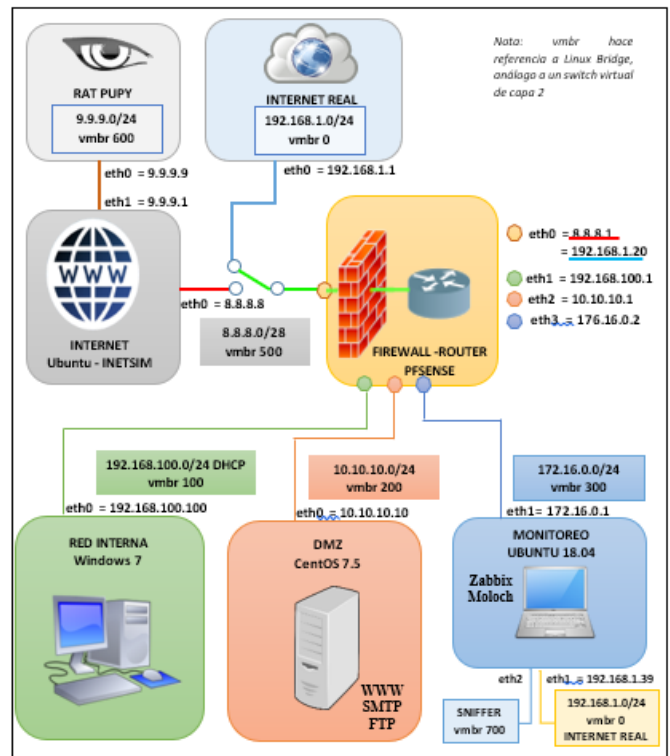 Nota: vmbr hace
referencia a Linux Bridge,
análogo a un switch virtual
de capa 2
RAT PUPY
9.9.9.0/24
vmbr 600
INTERNET REAL
192.168.1.0/24
vmbr 0
eth0 = 9.9.9.9
eth1 = 9.9.9.1
eth0 = 192.168.1.1
WWW
INTERNET
Ubuntu - INETSIM
eth0 = 8.8.8.8
8.8.8.0/28
vmbr 500
FIREWALL -ROUTER
PFSENSE
eth0 = 8.8.8.1
= 192.168.1.20
eth1 = 192.168.100.1
eth2 = 10.10.10.1
eth3 = 176.16.0.2
192.168.100.0/24 DHCP
vmbr 100
eth0 = 192.168.100.100
10.10.10.0/24
vmbr 200
eth0 = 10.10.10.10
172.16.0.0/24
vmbr 300
eth1= 172.16.0.1
RED INTERNA
Windows 7
DMZ
CentOS 7.5
WWW
SMTP
FTP
MONITOREO
UBUNTU 18.04
Zabbix
Moloch
eth2
eth1 = 192.168.1.39
SNIFFER
vmbr 700
192.168.1.0/24
vmbr 0
INTERNET REAL